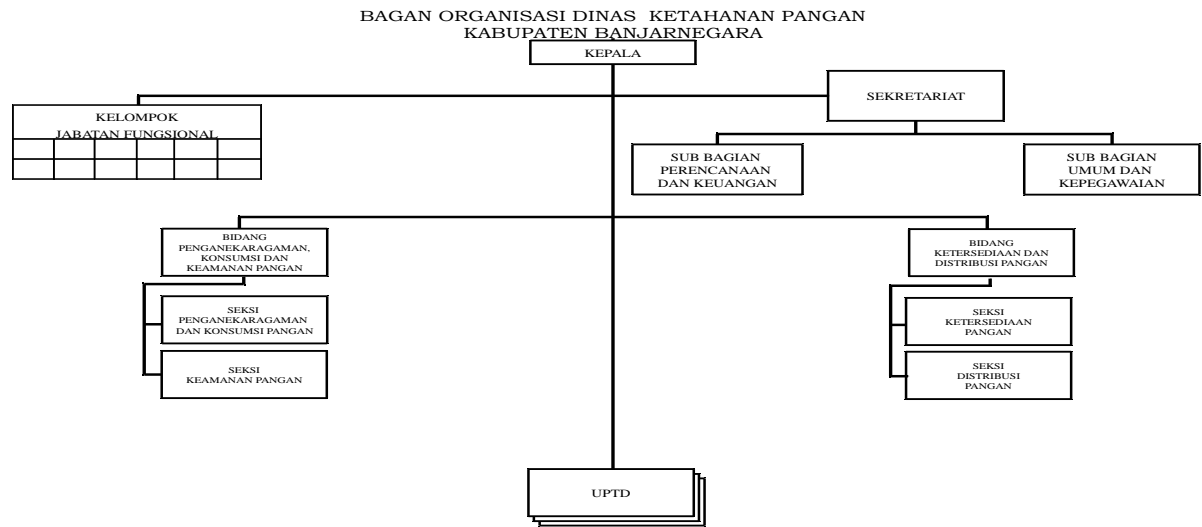 BAGAN ORGANISASI DINAS KETAHANAN PANGAN
KABUPATEN BANJARNEGARA
KEPALA
SEKRETARIAT
KELOMPOK
JABATAN FUNGSIONAL
SUB BAGIAN
PERENCANAAN
DAN KEUANGAN
SUB BAGIAN
UMUM DAN
KEPEGAWAIAN
BIDANG
PENGANEKARAGAMAN,
KONSUMSI DAN
KEAMANAN PANGAN
BIDANG
KETERSEDIAAN DAN
DISTRIBUSI PANGAN
SEKSI
PENGANEKARAGAMAN
DAN KONSUMSI PANGAN
SEKSI
KETERSEDIAAN
PANGAN
SEKSI
KEAMANAN PANGAN
SEKSI
DISTRIBUSI
PANGAN
UPTD